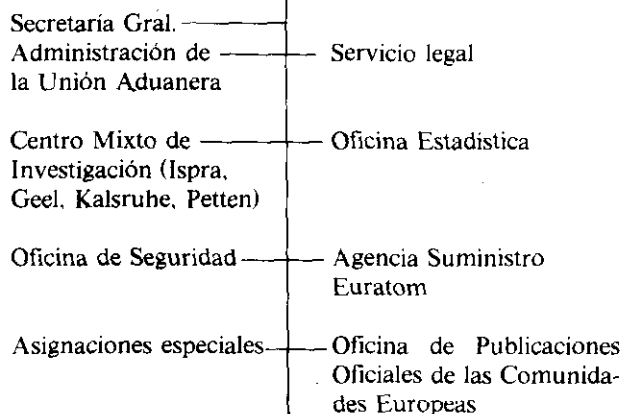 Secretaría Gral.
Administración de
la Unión Aduanera
Servicio legal
Centro Mixto de
Investigación (Ispra,
Geel, Kalsruhe, Petten)
Oficina Estadística
Oficina de Seguridad
Agencia Suministro
Euratom
Asignaciones especiales
Oficina de Publicaciones
Oficiales de las Comunida-
des Europeas